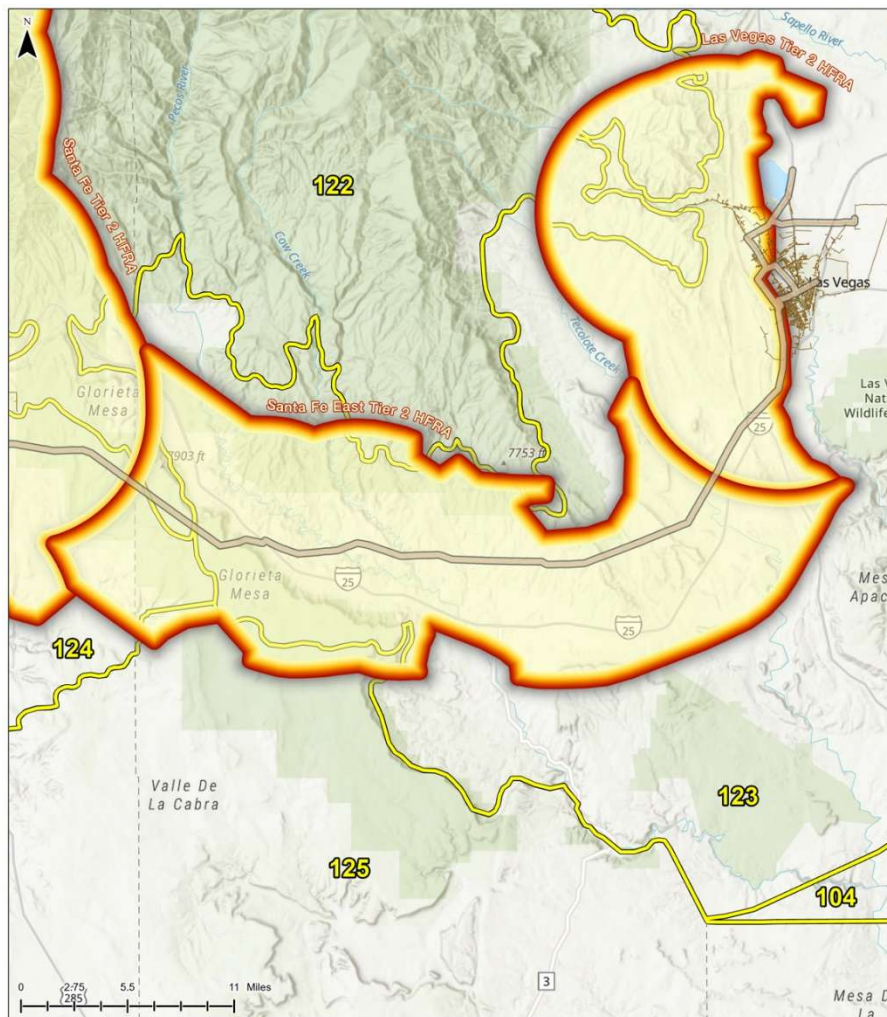 N
Sapello River
Las Vegas Tier 2 HFRA
Pecos River
Santa Fe Tier 2 HFRA
122
Cow Creek
Las Vegas
Tecolote Creek
Glorieta
Mesa
Las V
Nat
Wildlife
Santa Fe East Tier 2 HFRA
25
7903 ft
7753 ft
Glorieta
Mesa
25
25
Mes
Apac
124
Valle De
La Cabra
123
125
104
3
0 2.75 5.5 11 Miles
285
Mesa D
La